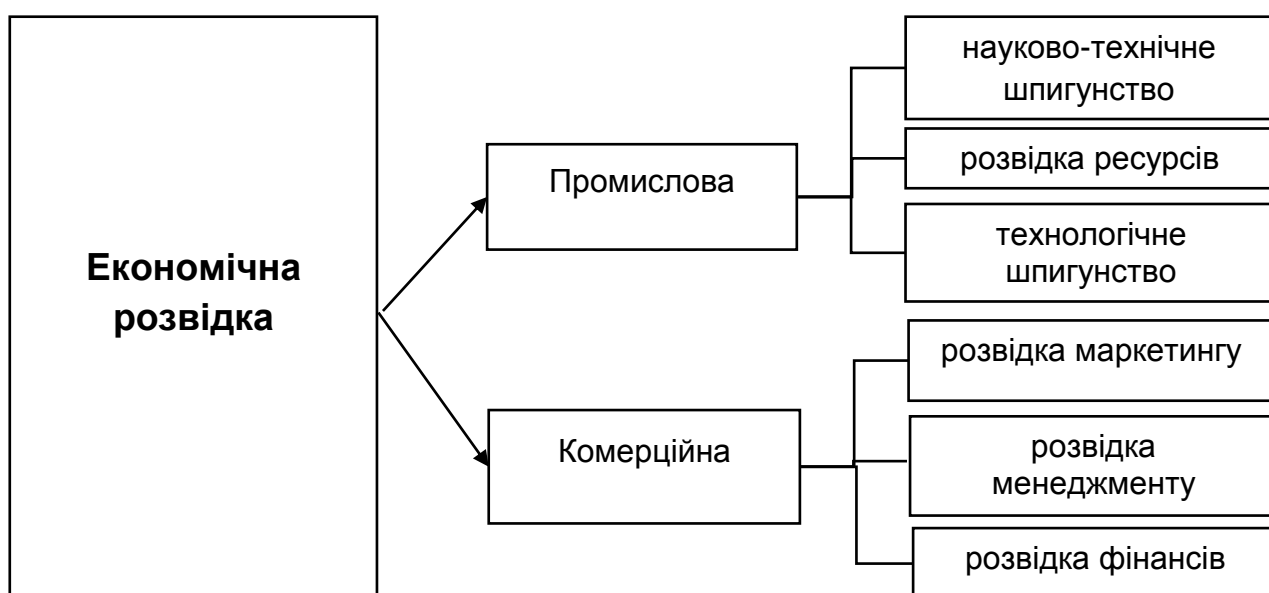 Економічна
розвідка
Промислова
науково-технічне
шпигунство
розвідка ресурсів
технологічне
шпигунство
Комерційна
розвідка маркетингу
розвідка
менеджменту
розвідка фінансів